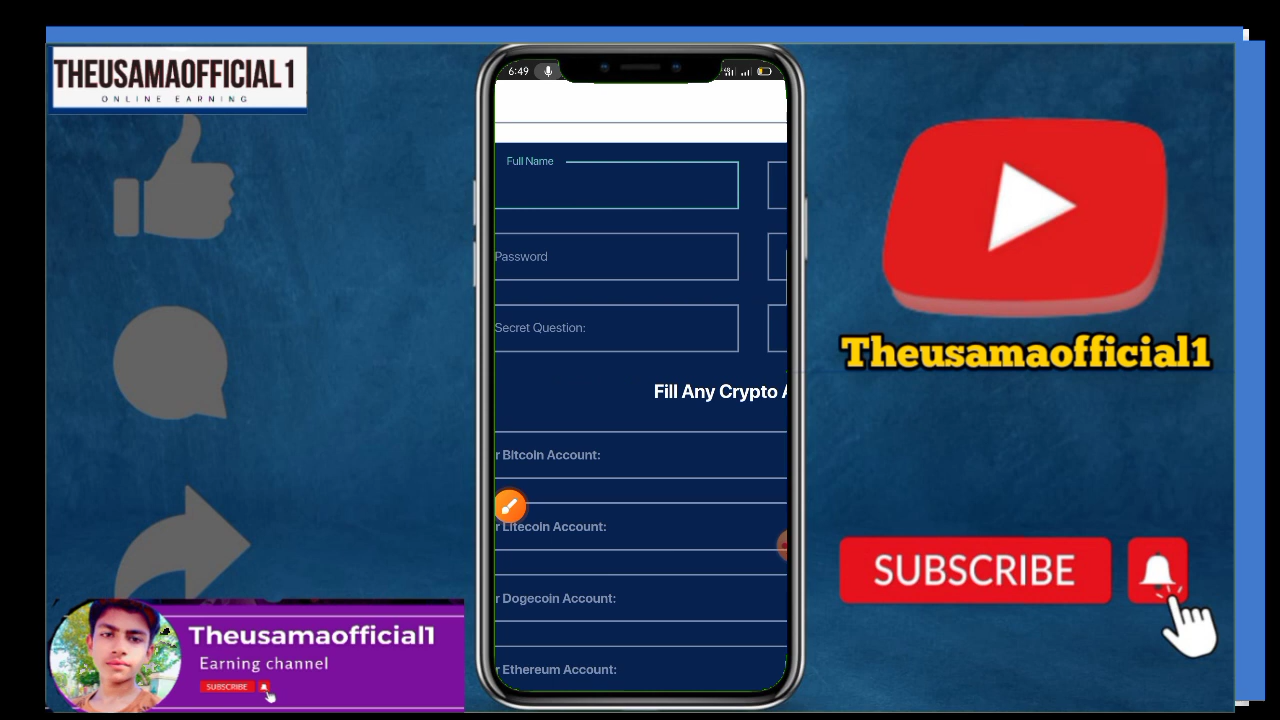 THEUSAMAOFFICIAL1
ONLINE EARNING
6:49
Full Name
Password
Secret Question:
Fill Any Crypto A
r Bitcoin Account:
r Litecoin Account:
r Dogecoin Account:
r Ethereum Account:
Theusamaofficial1
SUBSCRIBE
Theusamaofficial1
Earning channel
SUBSCRIBE